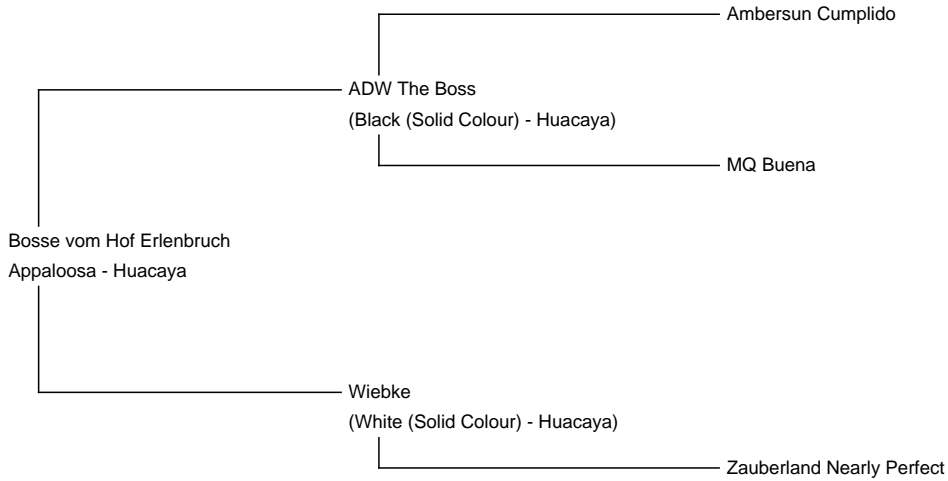 Ambersun Cumplido
ADW The Boss
(Black (Solid Colour) - Huacaya)
MQ Buena
Bosse vom Hof Erlenbruch
Appaloosa - Huacaya
Wiebke
(White (Solid Colour) - Huacaya)
Zauberland Nearly Perfect